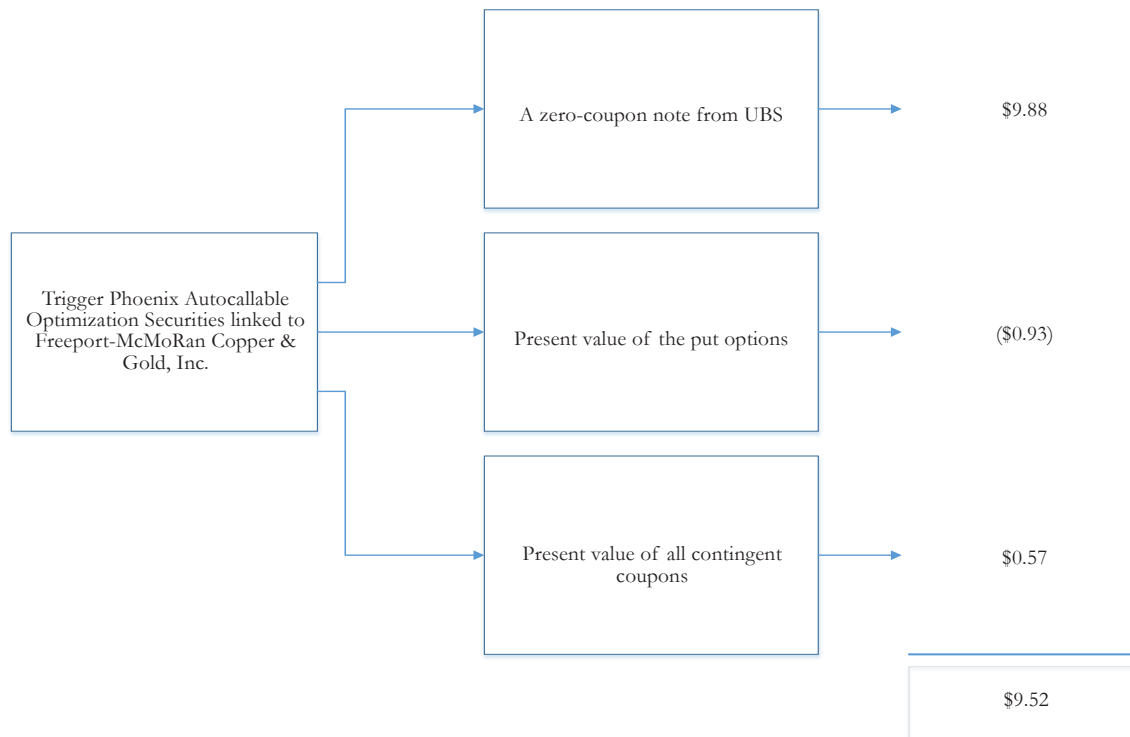 A zero-coupon note from UBS
$9.88
Trigger Phoenix Autocallable
Optimization Securities linked to
Freeport-McMoRan Copper &
Gold, Inc.
Present value of the put options
($0.93)
Present value of all contingent
coupons
$0.57
$9.52